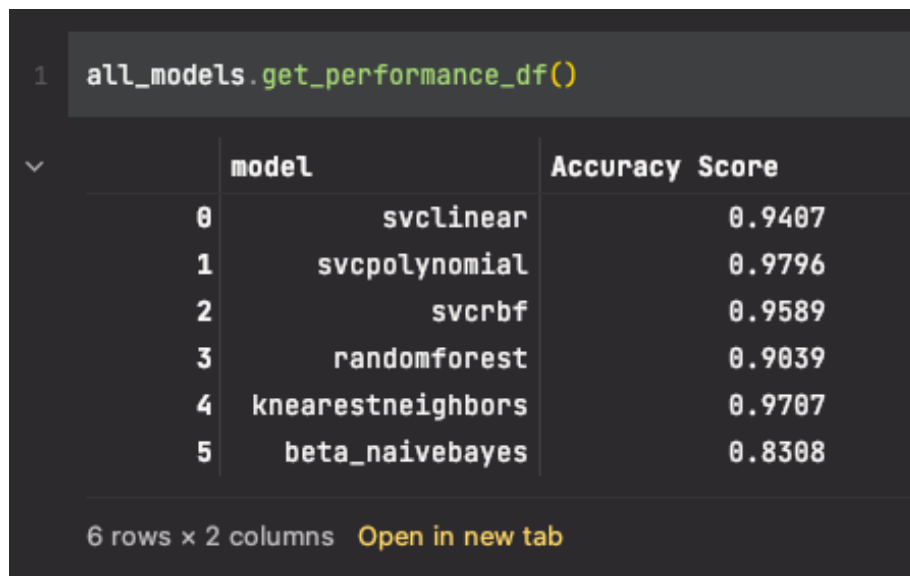 1 all_models.get_performance_df()
model Accuracy Score
0 svclinear 0.9407
1 svcpolynomial 0.9796
2 svcrbf 0.9589
3 randomforest 0.9039
4 knearestneighbors 0.9707
5 beta_naivebayes 0.8308
6 rows × 2 columns Open in new tab